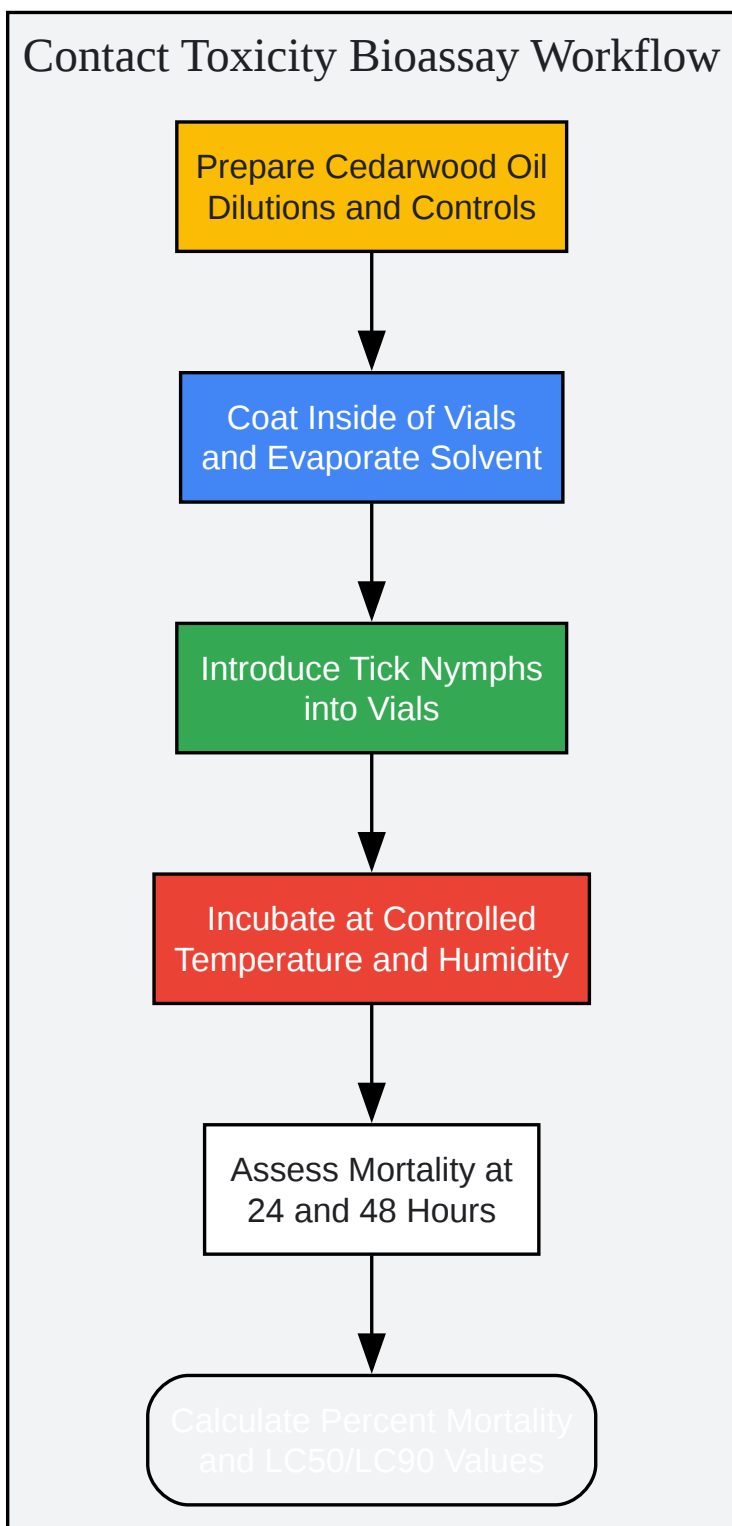 Contact Toxicity Bioassay Workflow
Prepare Cedarwood Oil
Dilutions and Controls
Coat Inside of Vials
and Evaporate Solvent
Introduce Tick Nymphs
into Vials
Incubate at Controlled
Temperature and Humidity
Assess Mortality at
24 and 48 Hours
Calculate Percent Mortality
and LC50/LC90 Values